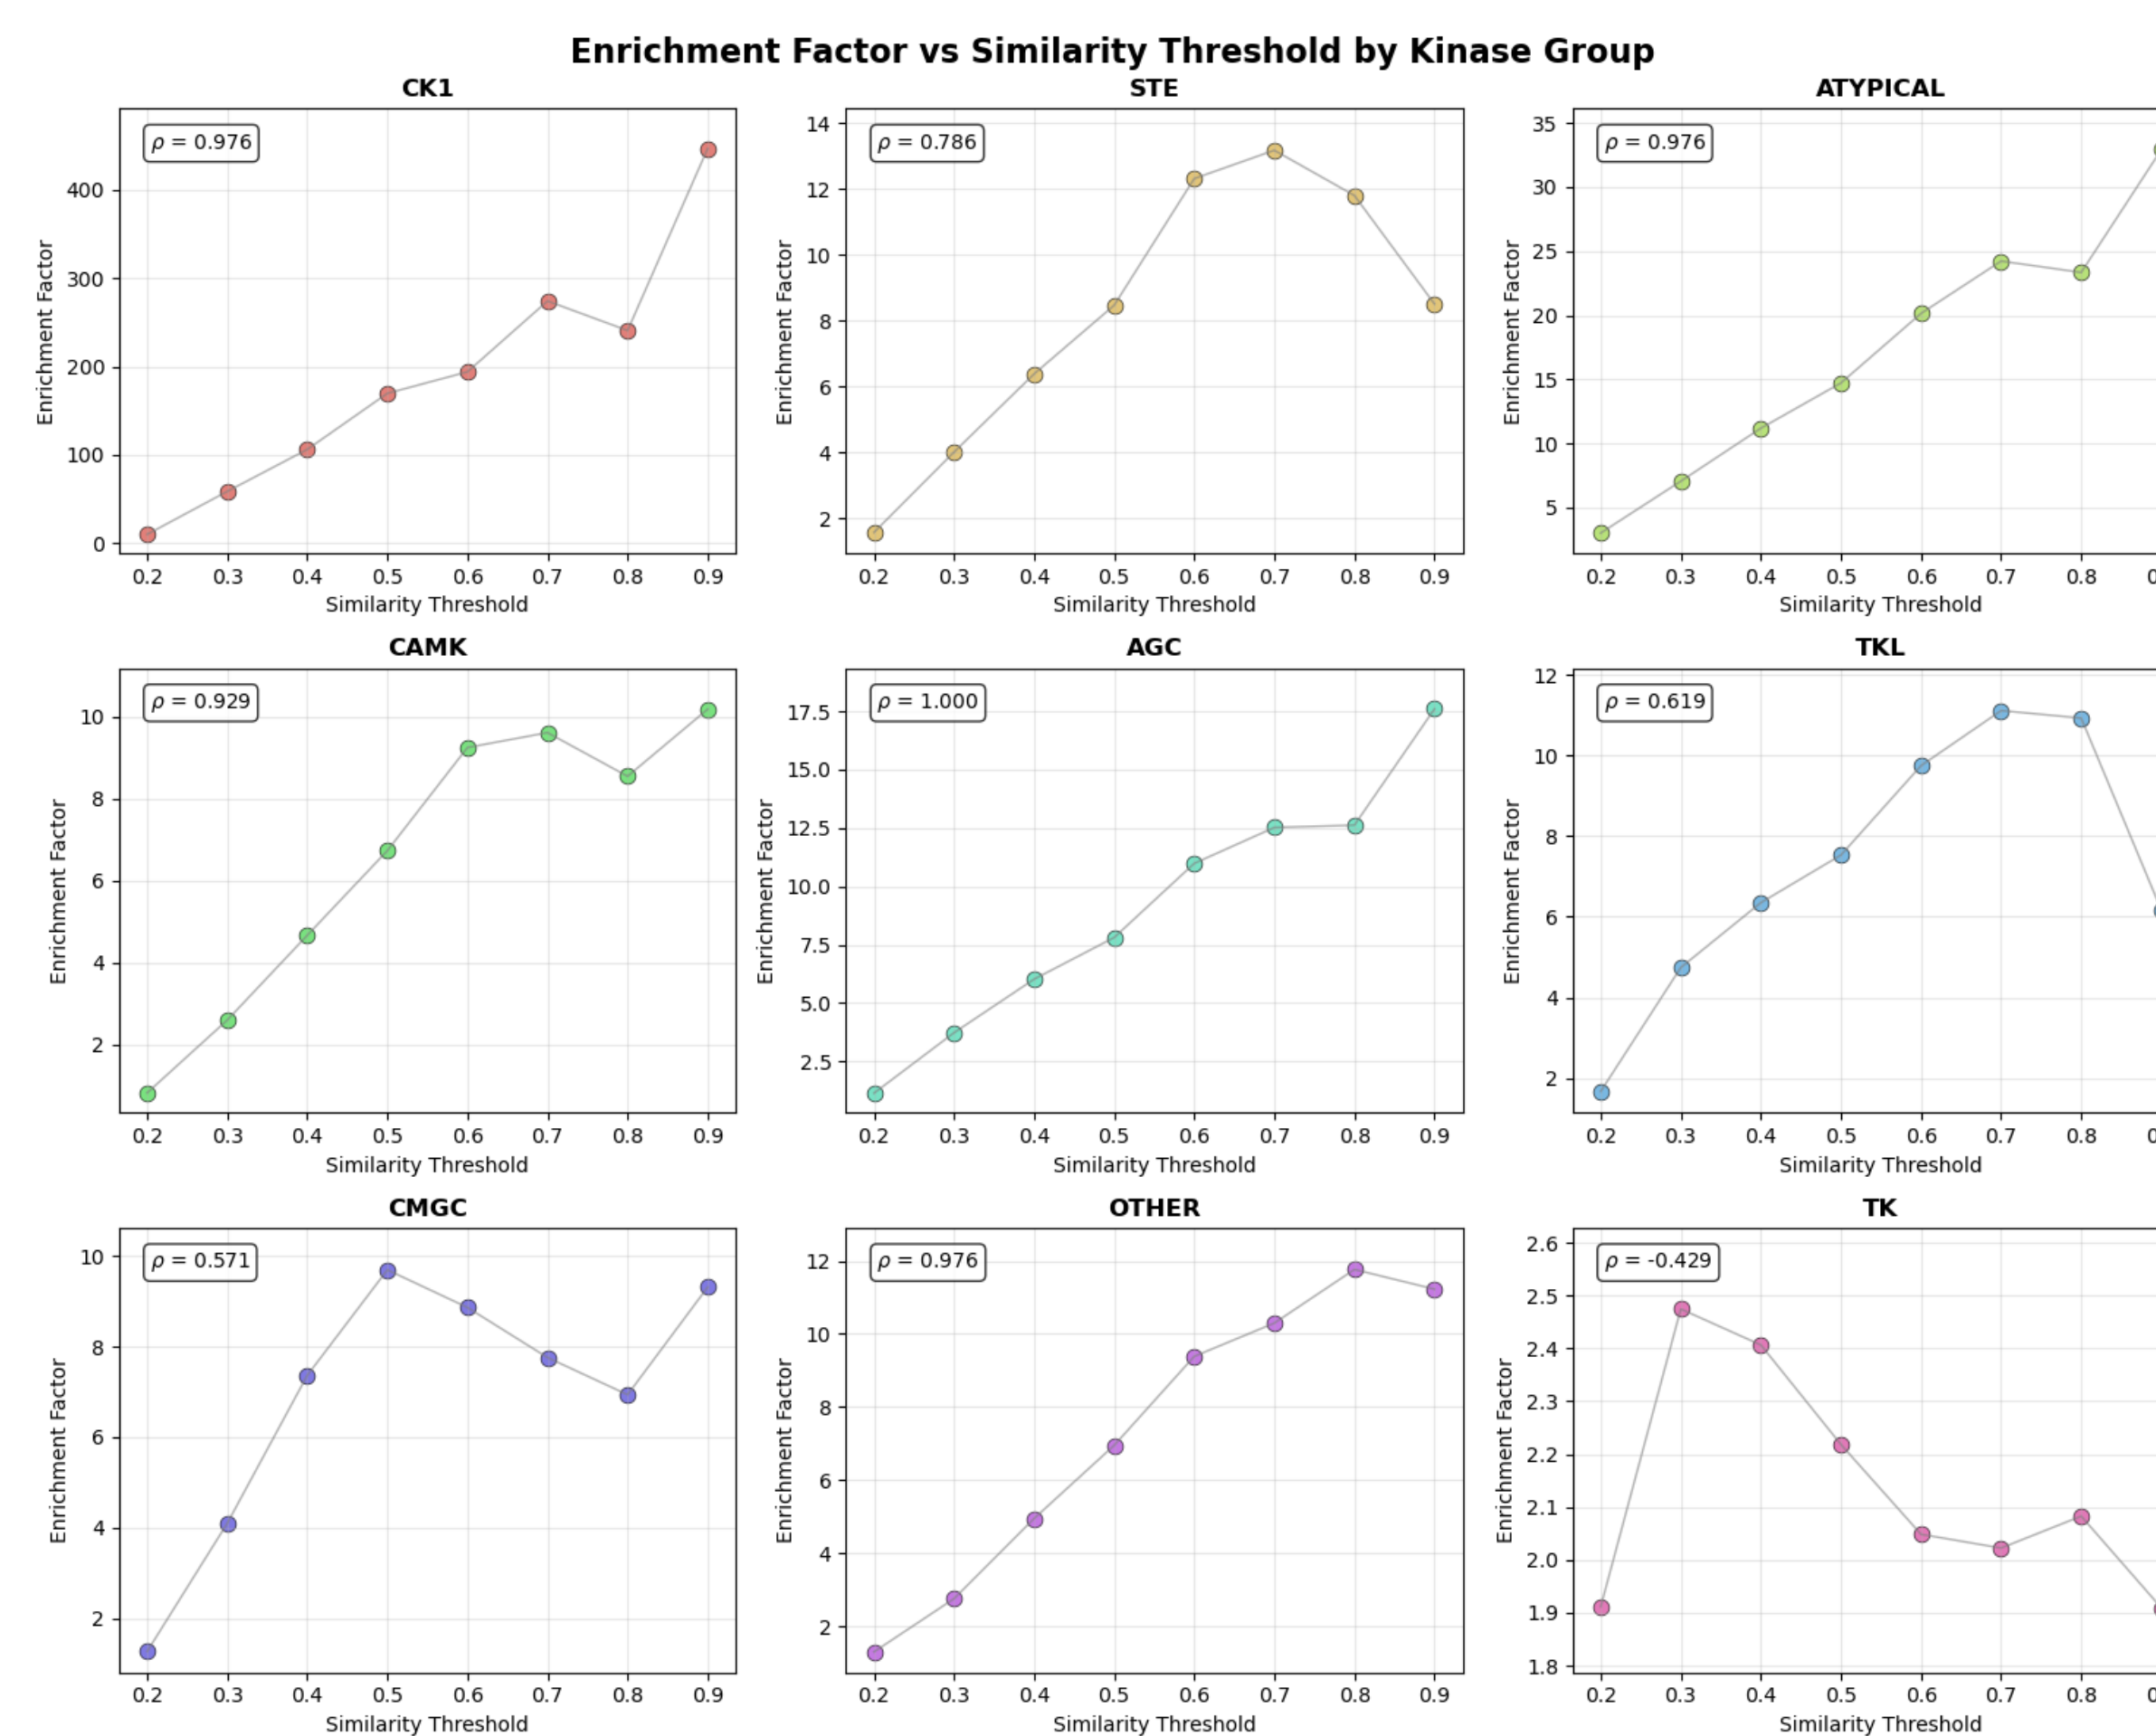 Enrichment Factor vs Similarity Threshold by Kinase Group
CK1
ρ = 0.976
Enrichment Factor
400
300
200
100
0
0.2 0.3 0.4 0.5 0.6 0.7 0.8 0.9
Similarity Threshold
STE
ρ = 0.786
Enrichment Factor
14
12
10
8
6
4
2
0.2 0.3 0.4 0.5 0.6 0.7 0.8 0.9
Similarity Threshold
ATYPICAL
ρ = 0.976
Enrichment Factor
35
30
25
20
15
10
5
0.2 0.3 0.4 0.5 0.6 0.7 0.8
Similarity Threshold
CAMK
ρ = 0.929
Enrichment Factor
10
8
6
4
2
0.2 0.3 0.4 0.5 0.6 0.7 0.8 0.9
Similarity Threshold
AGC
ρ = 1.000
Enrichment Factor
17.5
15.0
12.5
10.0
7.5
5.0
2.5
0.2 0.3 0.4 0.5 0.6 0.7 0.8 0.9
Similarity Threshold
TKL
ρ = 0.619
Enrichment Factor
12
10
8
6
4
2
0.2 0.3 0.4 0.5 0.6 0.7 0.8
Similarity Threshold
CMGC
ρ = 0.571
Enrichment Factor
10
8
6
4
2
0.2 0.3 0.4 0.5 0.6 0.7 0.8 0.9
Similarity Threshold
OTHER
ρ = 0.976
Enrichment Factor
12
10
8
6
4
2
0.2 0.3 0.4 0.5 0.6 0.7 0.8 0.9
Similarity Threshold
TK
ρ = -0.429
Enrichment Factor
2.6
2.5
2.4
2.3
2.2
2.1
2.0
1.9
1.8
0.2 0.3 0.4 0.5 0.6 0.7 0.8
Similarity Threshold